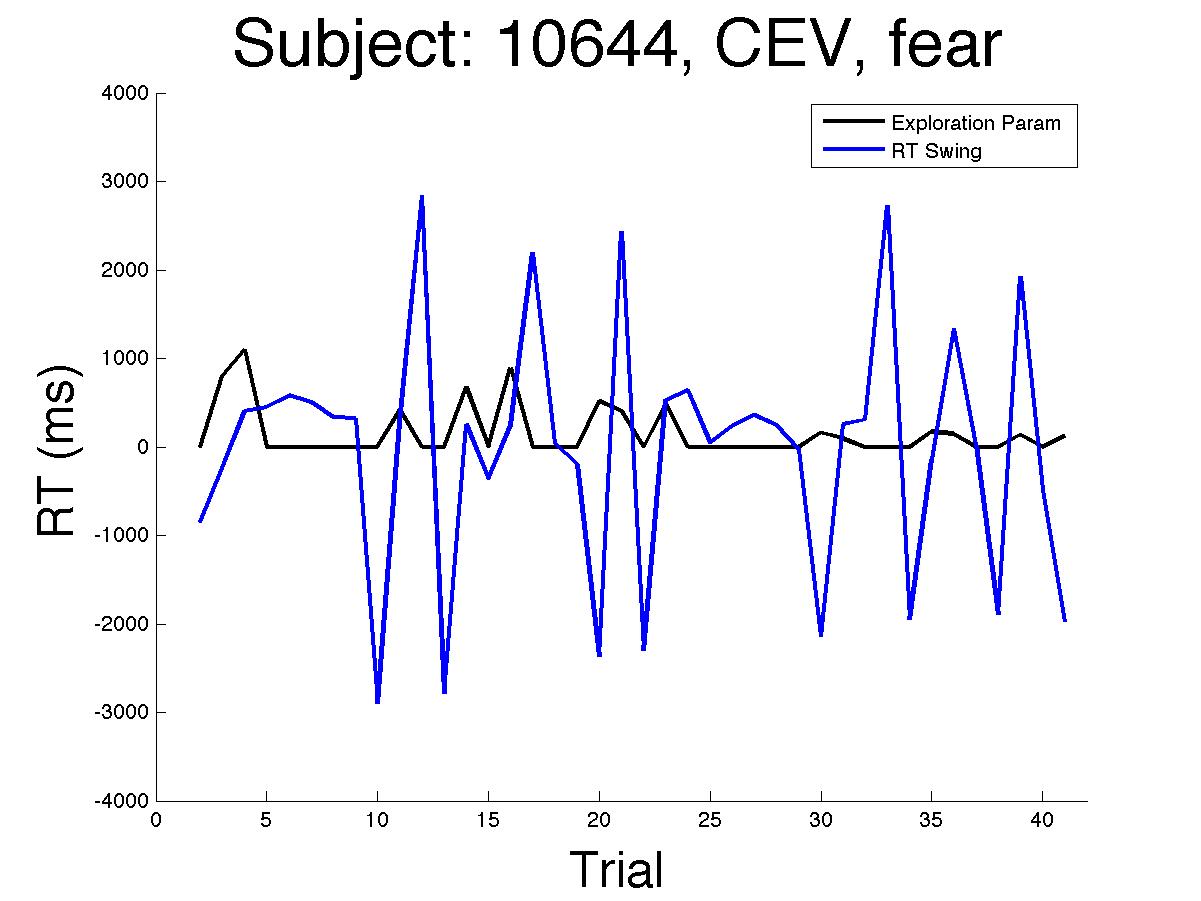 Subject: 10644, CEV, fear
4000
3000
2000
1000
0
-1000
-2000
-3000
-4000
RT (ms)
Exploration Param
RT Swing
0 5 10 15 20 25 30 35 40
Trial